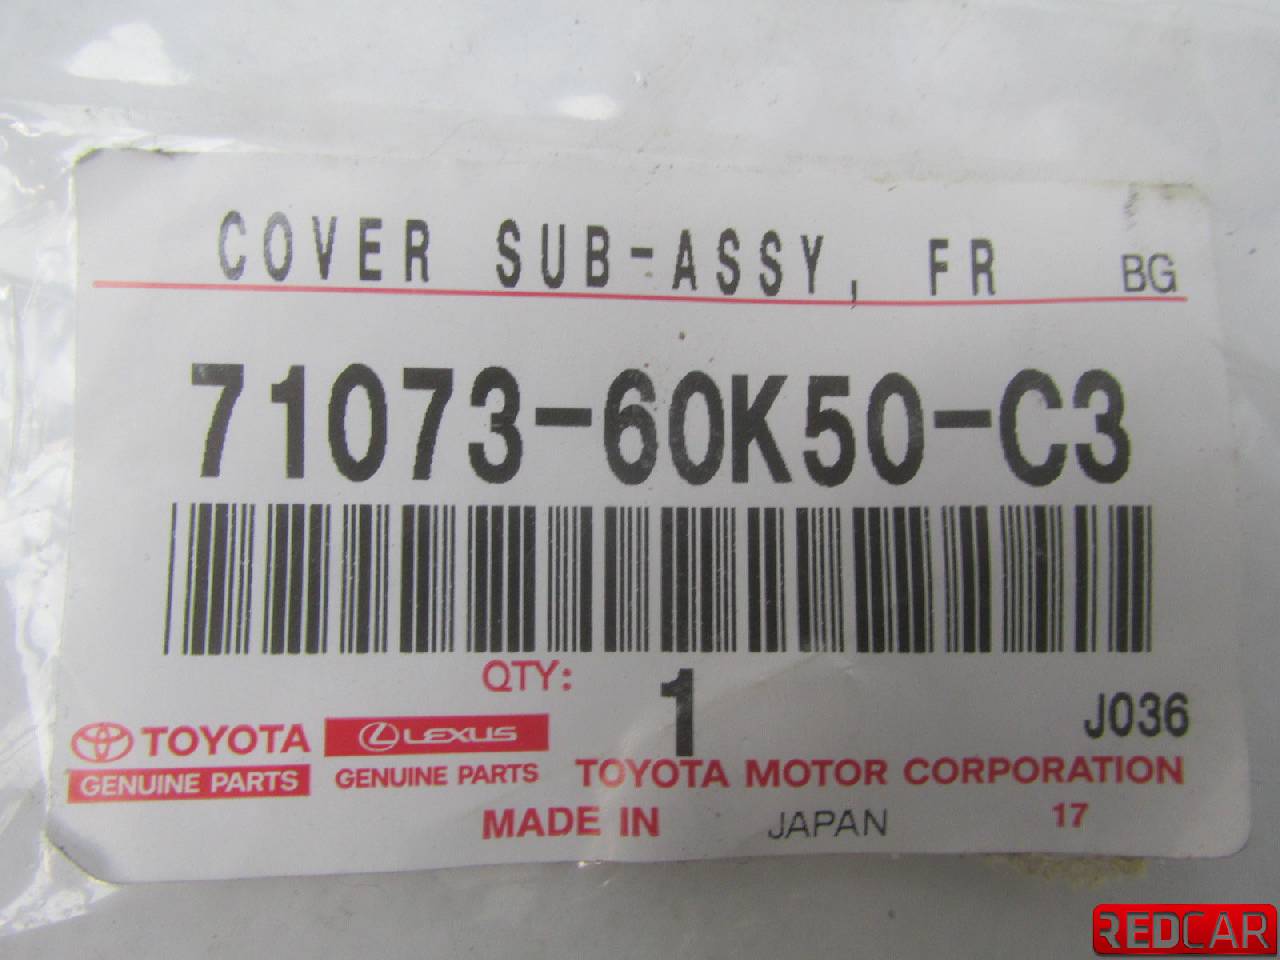 COVER SUB-ASSY, FR BG
71073-60K50-C3
QTY: 1
J036
TOYOTA LEXUS
GENUINE PARTS GENUINE PARTS TOYOTA MOTOR CORPORATION
MADE IN JAPAN 17
REDCAR